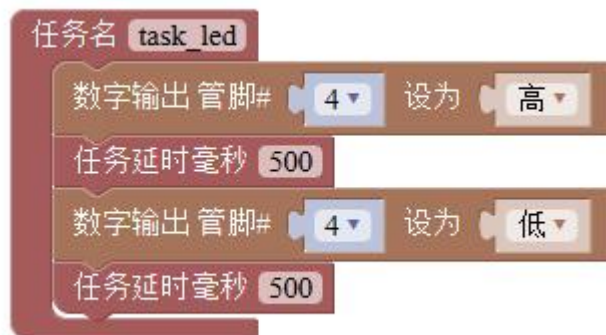 任务名 task_led
数字输出 管脚# 4 设为 高
任务延时毫秒 500
数字输出 管脚# 4 设为 低
任务延时毫秒 500